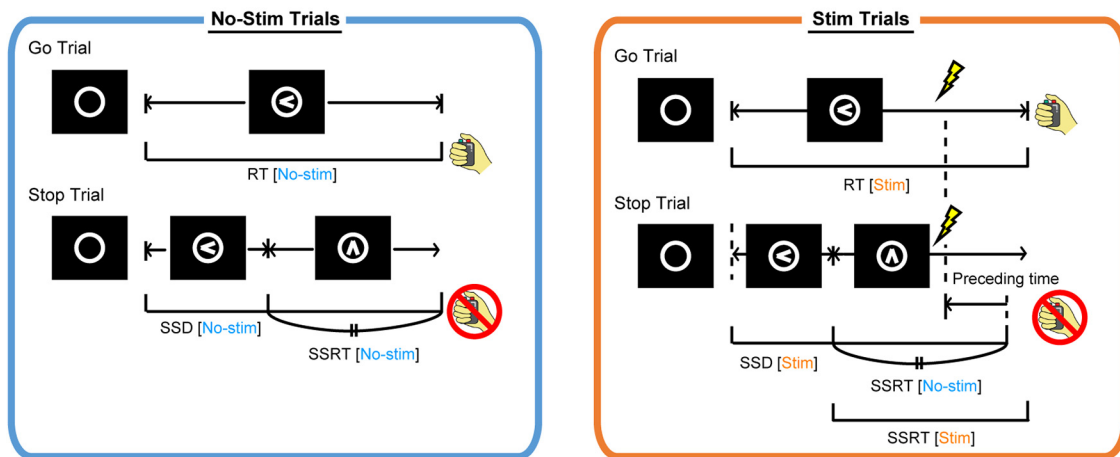 No-Stim Trials
Go Trial
RT [No-stim]
Stop Trial
SSD [No-stim]
SSRT [No-stim]
Stim Trials
Go Trial
RT [Stim]
Stop Trial
Preceding time
SSD [Stim]
SSRT [No-stim]
SSRT [Stim]